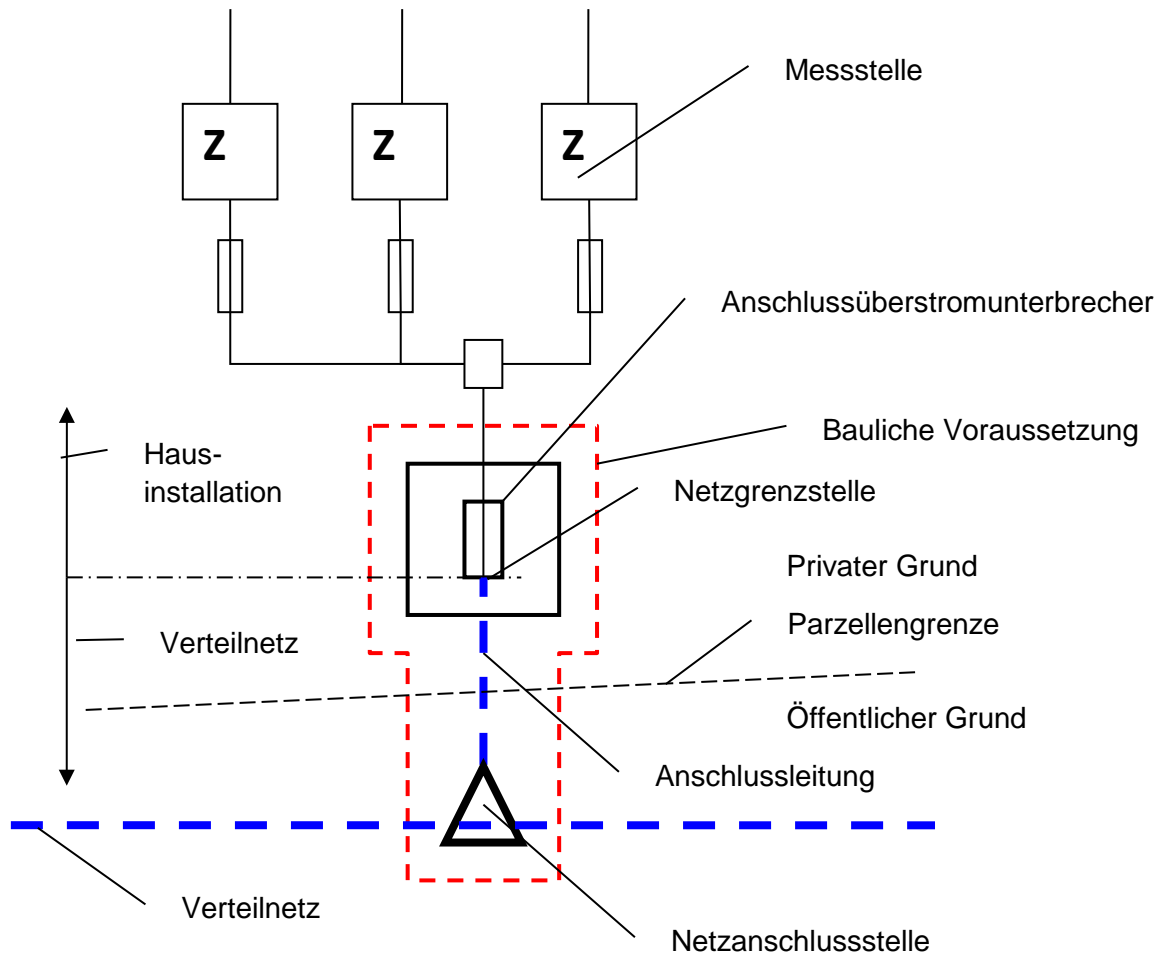 Messstelle
Z
Z
Z
Anschlussüberstromunterbrecher
Bauliche Voraussetzung
Haus-
installation
Netzgrenzstelle
Privater Grund
Parzellengrenze
Verteilnetz
Öffentlicher Grund
Anschlussleitung
Verteilnetz
Netzanschlussstelle